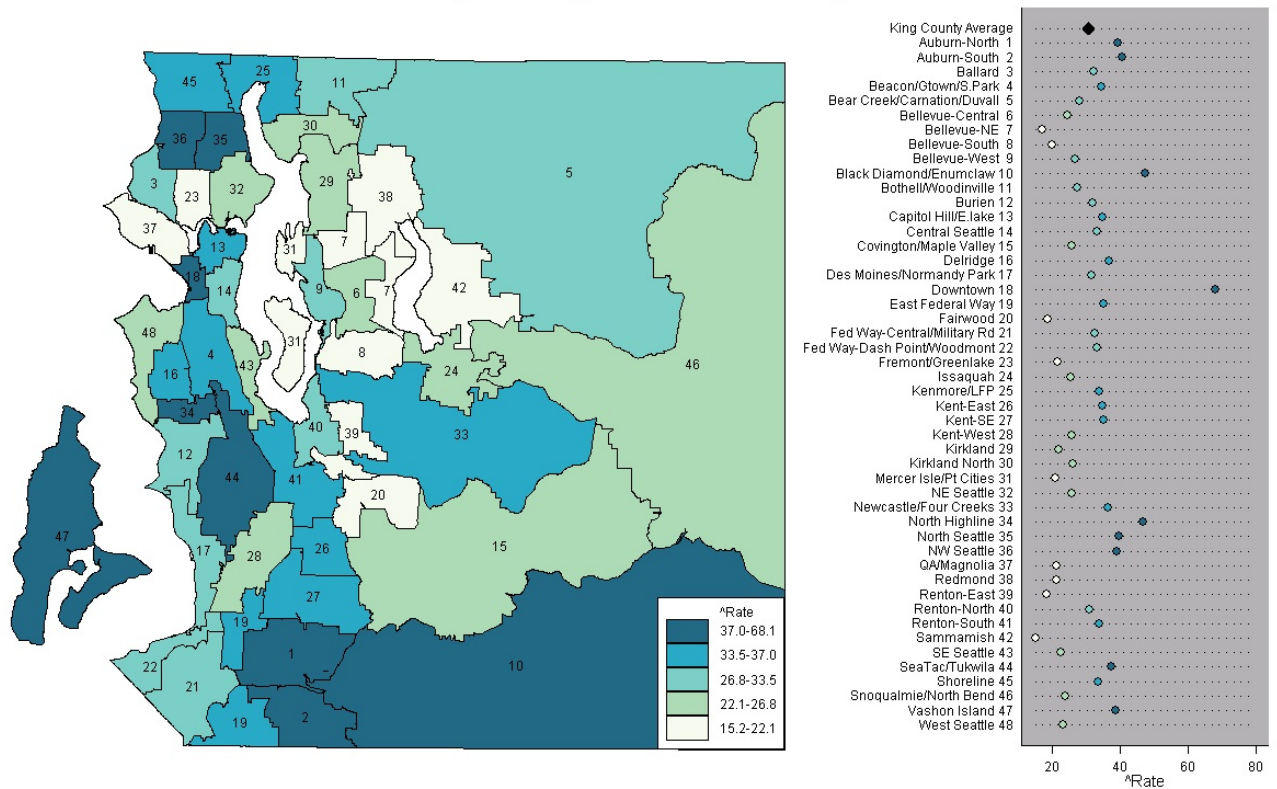 45
25
11
30
36
35
5
3
23
32
29
38
37
13
31
7
18
14
9
6
7
42
48
4
43
31
8
46
16
24
34
40
39
33
12
44
41
20
47
17
28
26
15
27
19
1
10
22
21
19
2
^Rate
37.0-68.1
33.5-37.0
26.8-33.5
22.1-26.8
15.2-22.1
King County Average
Auburn-North 1
Auburn-South 2
Ballard 3
Beacon/Gtown/S.Park 4
Bear Creek/Carnation/Duvall 5
Bellevue-Central 6
Bellevue-NE 7
Bellevue-South 8
Bellevue-West 9
Black Diamond/Enumclaw 10
Bothell/Woodinville 11
Burien 12
Capitol Hill/E.lake 13
Central Seattle 14
Covington/Maple Valley 15
Delridge 16
Des Moines/Normandy Park 17
Downtown 18
East Federal Way 19
Fairwood 20
Fed Way-Central/Military Rd 21
Fed Way-Dash Point/Woodmont 22
Fremont/Greenlake 23
Issaquah 24
Kenmore/LFP 25
Kent-East 26
Kent-SE 27
Kent-West 28
Kirkland 29
Kirkland North 30
Mercer Isle/Pt Cities 31
NE Seattle 32
Newcastle/Four Creeks 33
North Highline 34
North Seattle 35
NW Seattle 36
QA/Magnolia 37
Redmond 38
Renton-East 39
Renton-North 40
Renton-South 41
Sammamish 42
SE Seattle 43
SeaTac/Tukwila 44
Shoreline 45
Snoqualmie/North Bend 46
Vashon Island 47
West Seattle 48
20 40 60 80
^Rate